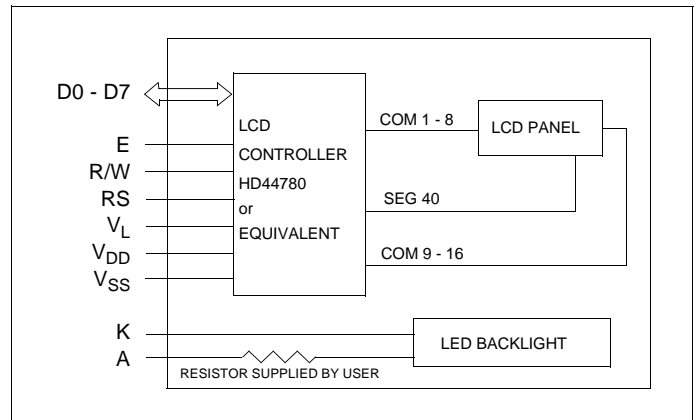 D0 - D7
E
R/W
RS
VL
VDD
VSS
K
A
LCD
CONTROLLER
HD44780
or
EQUIVALENT
COM 1 - 8
LCD PANEL
SEG 40
COM 9 - 16
LED BACKLIGHT
RESISTOR SUPPLIED BY USER